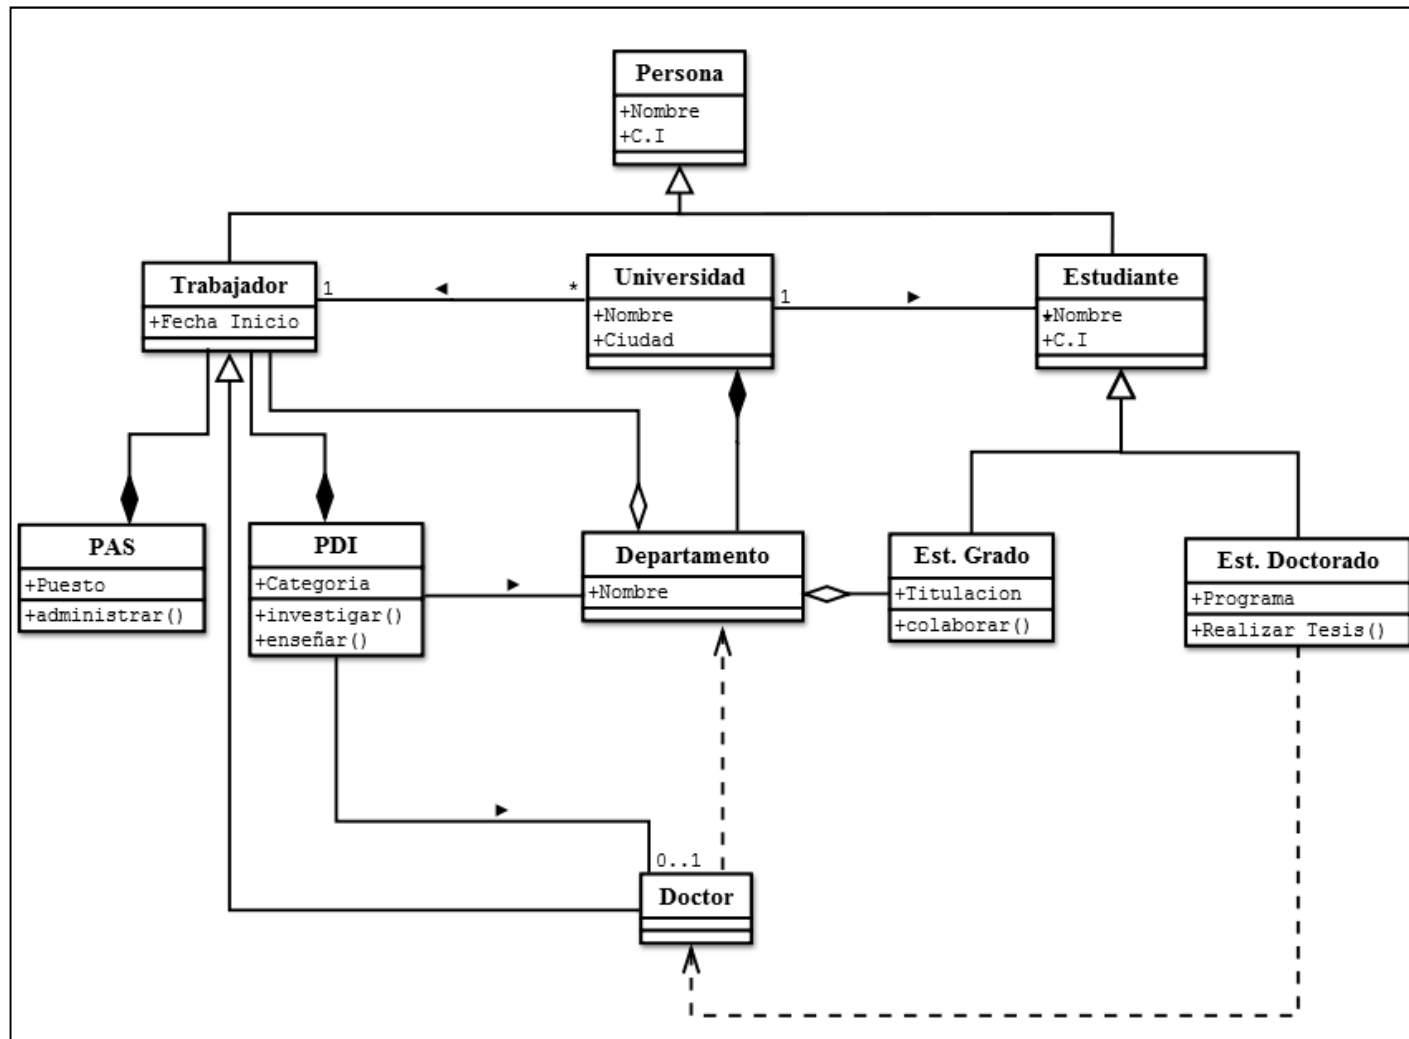 Persona
+Nombre
+C.I
Trabajador
+Fecha Inicio
1
*
Universidad
+Nombre
+Ciudad
1
Estudiante
+Nombre
+C.I
PAS
+Puesto
+administrar()
PDI
+Categoria
+investigar()
+enseñar()
Departamento
+Nombre
Est. Grado
+Titulacion
+colaborar()
Est. Doctorado
+Programa
+Realizar Tesis()
0..1
Doctor